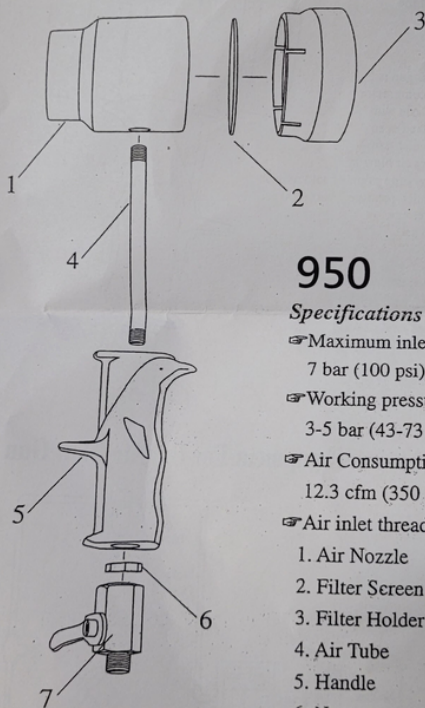 3
1
2
4
950
Specifications
☞Maximum inle
7 bar (100 psi)
☞Working press
3-5 bar (43-73
☞Air Consumpti
12.3 cfm (350
☞Air inlet thread
1. Air Nozzle
2. Filter Screen
3. Filter Holder
4. Air Tube
5. Handle
5
6
7